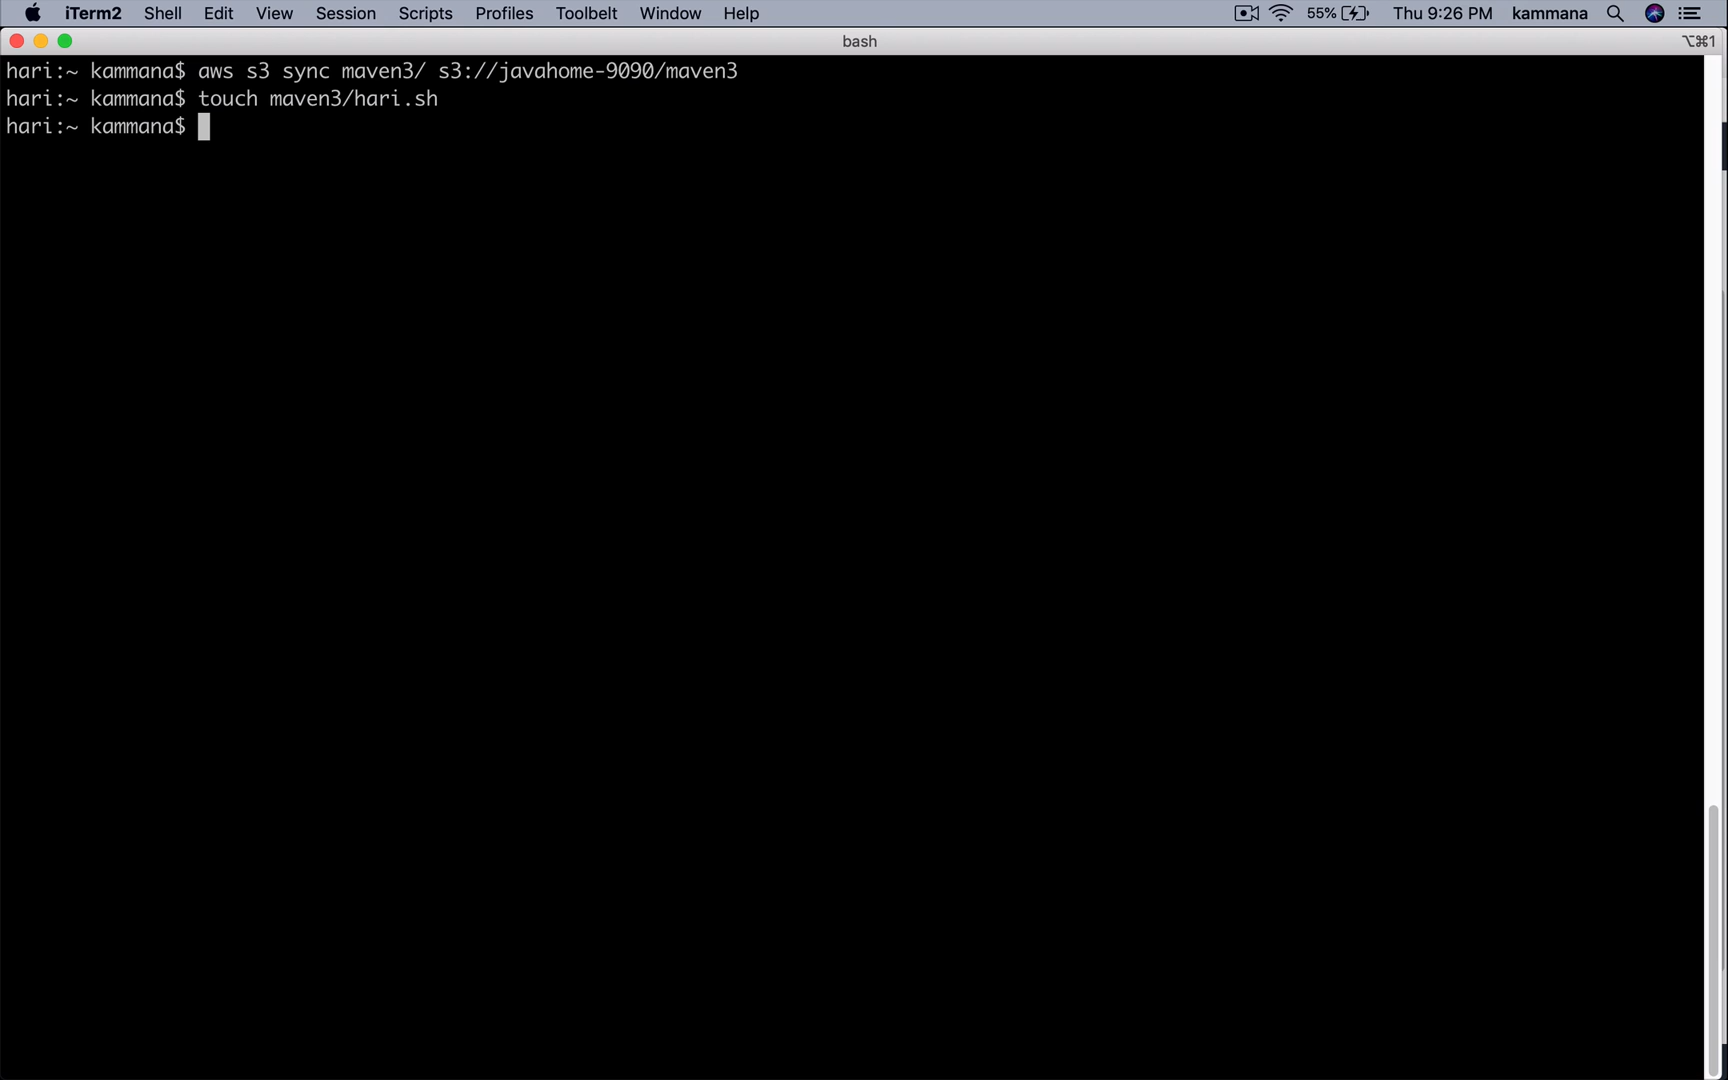 iTerm2 Shell Edit View Session Scripts Profiles Toolbelt Window Help 55% Thu 9:26 PM kammana
bash ⌥⌘1
hari:~ kammana$ aws s3 sync maven3/ s3://javahome-9090/maven3
hari:~ kammana$ touch maven3/hari.sh
hari:~ kammana$